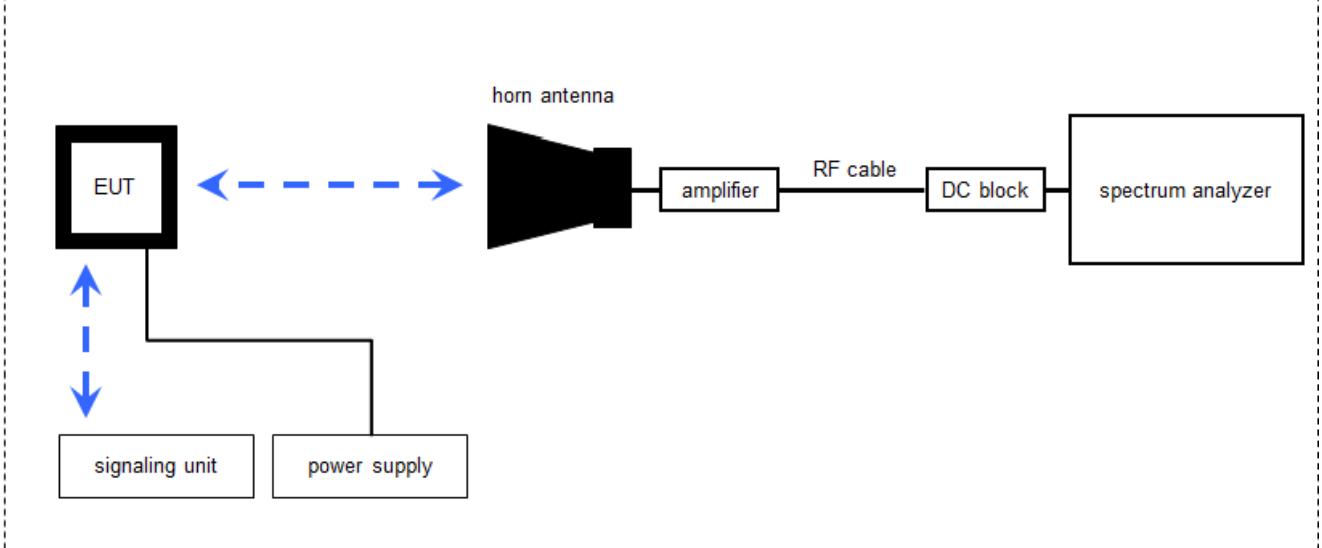 horn antenna
EUT
amplifier
RF cable
DC block
spectrum analyzer
signaling unit
power supply